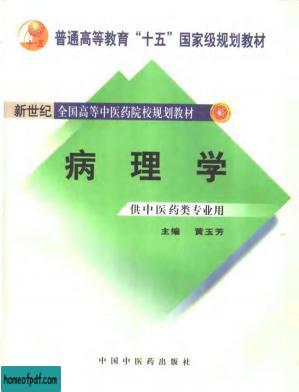 十五
普通高等教育“十五”国家级规划教材
新世纪 全国高等中医药院校规划教材
病理学
供中医药类专业用
主编 黄玉芳
中国中医药出版社
homeofpdf.com